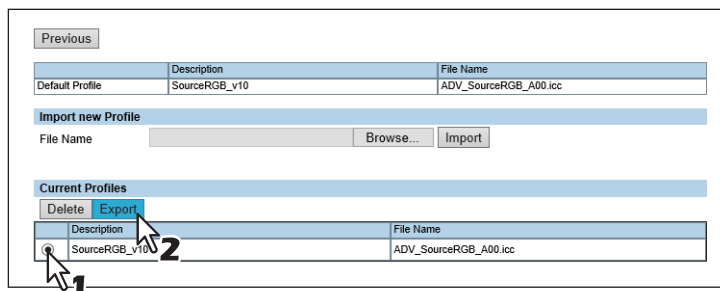 Previous
Description File Name
Default Profile SourceRGB_v10 ADV_SourceRGB_A00.icc
Import new Profile
File Name Browse... Import
Current Profiles
Delete Export
Description File Name
SourceRGB_v10 ADV_SourceRGB_A00.icc
2
1